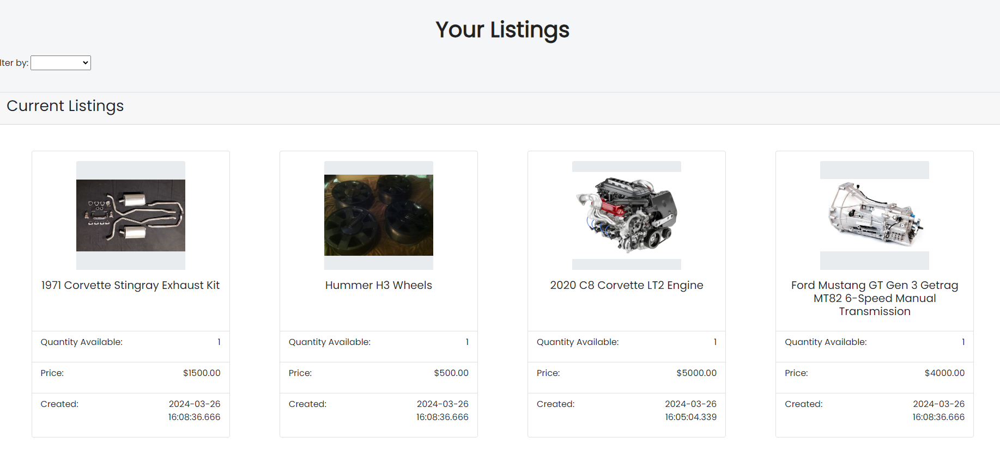 Your Listings
lter by:
Current Listings
1971 Corvette Stingray Exhaust Kit
Quantity Available: 1
Price: $1500.00
Created: 2024-03-26
16:08:36.666
Hummer H3 Wheels
Quantity Available: 1
Price: $500.00
Created: 2024-03-26
16:08:36.666
2020 C8 Corvette LT2 Engine
Quantity Available: 1
Price: $5000.00
Created: 2024-03-26
16:05:04.339
Ford Mustang GT Gen 3 Getrag
MT82 6-Speed Manual
Transmission
Quantity Available: 1
Price: $4000.00
Created: 2024-03-26
16:08:36.666